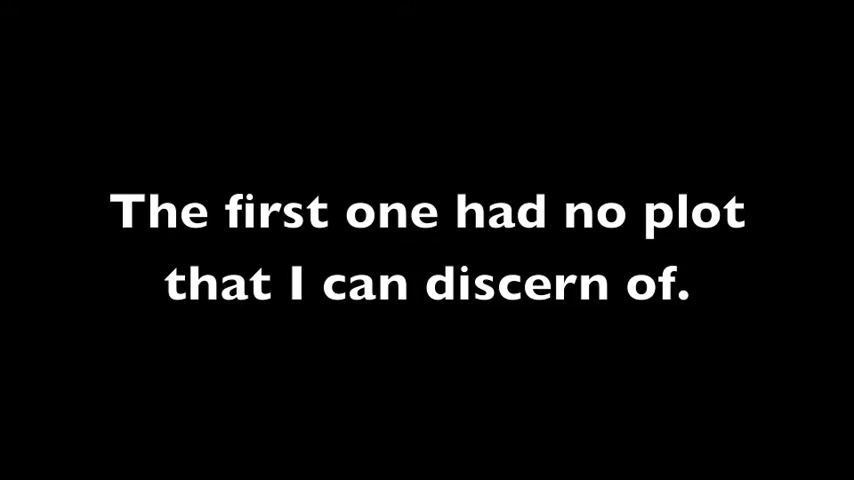 The first one had no plot
that I can discern of.